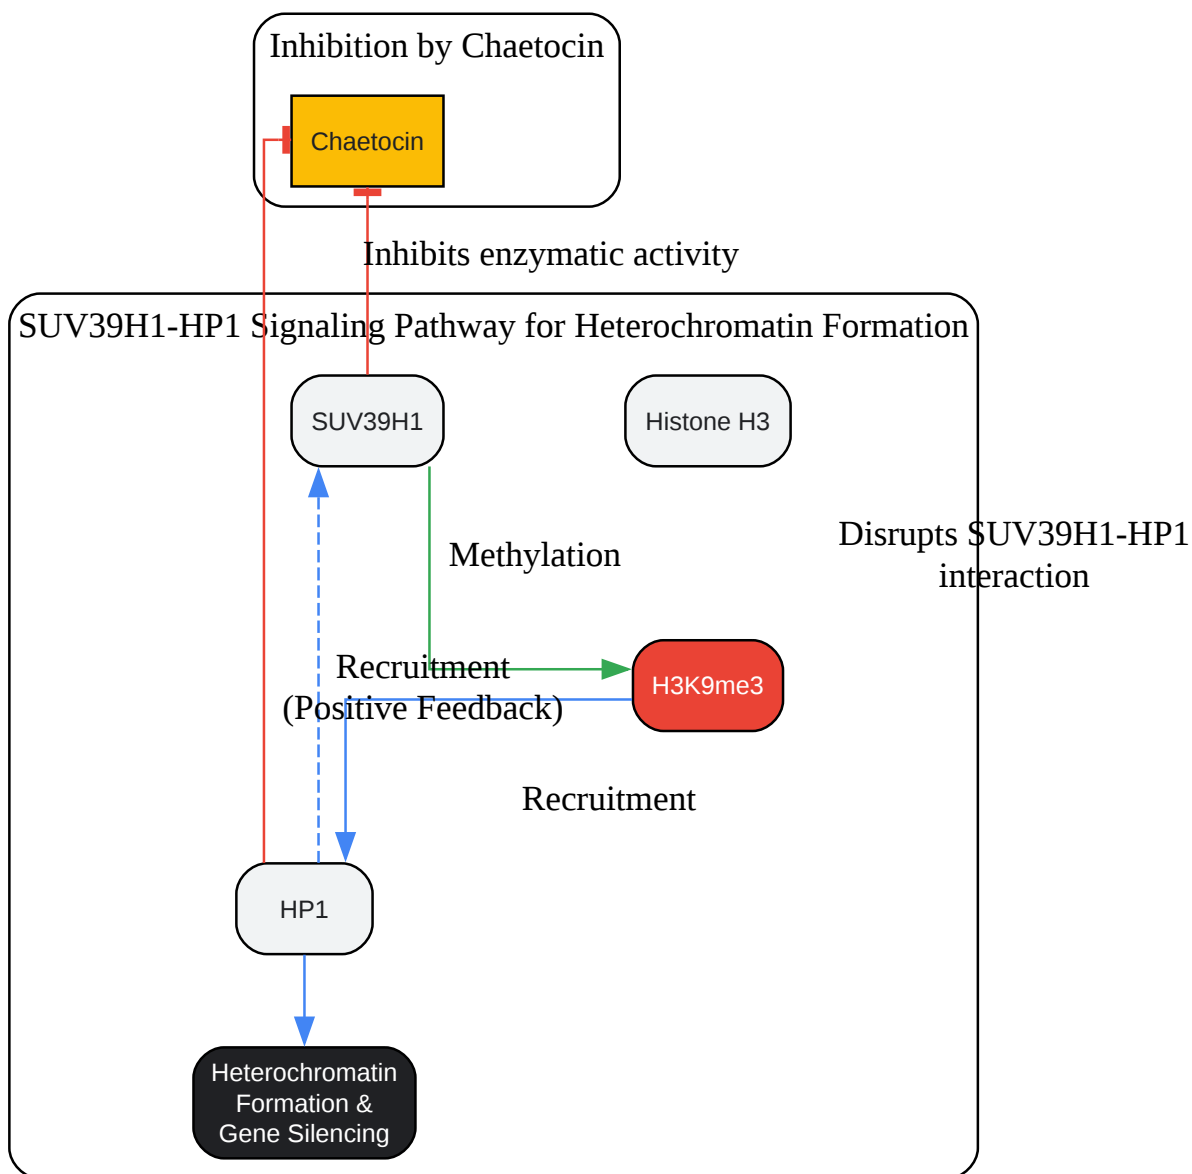 Inhibition by Chaetocin
Chaetocin
Inhibits enzymatic activity
SUV39H1-HP1 Signaling Pathway for Heterochromatin Formation
SUV39H1
Histone H3
Disrupts SUV39H1-HP1
interaction
Methylation
Recruitment
(Positive Feedback)
H3K9me3
Recruitment
HP1
Heterochromatin
Formation &
Gene Silencing